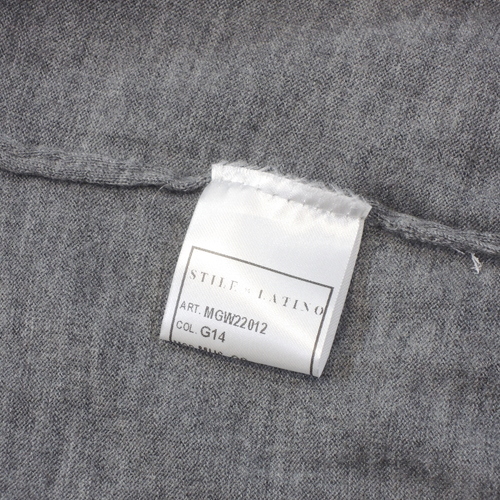 STILE LATINO
ART. MGW22012
COL. G14